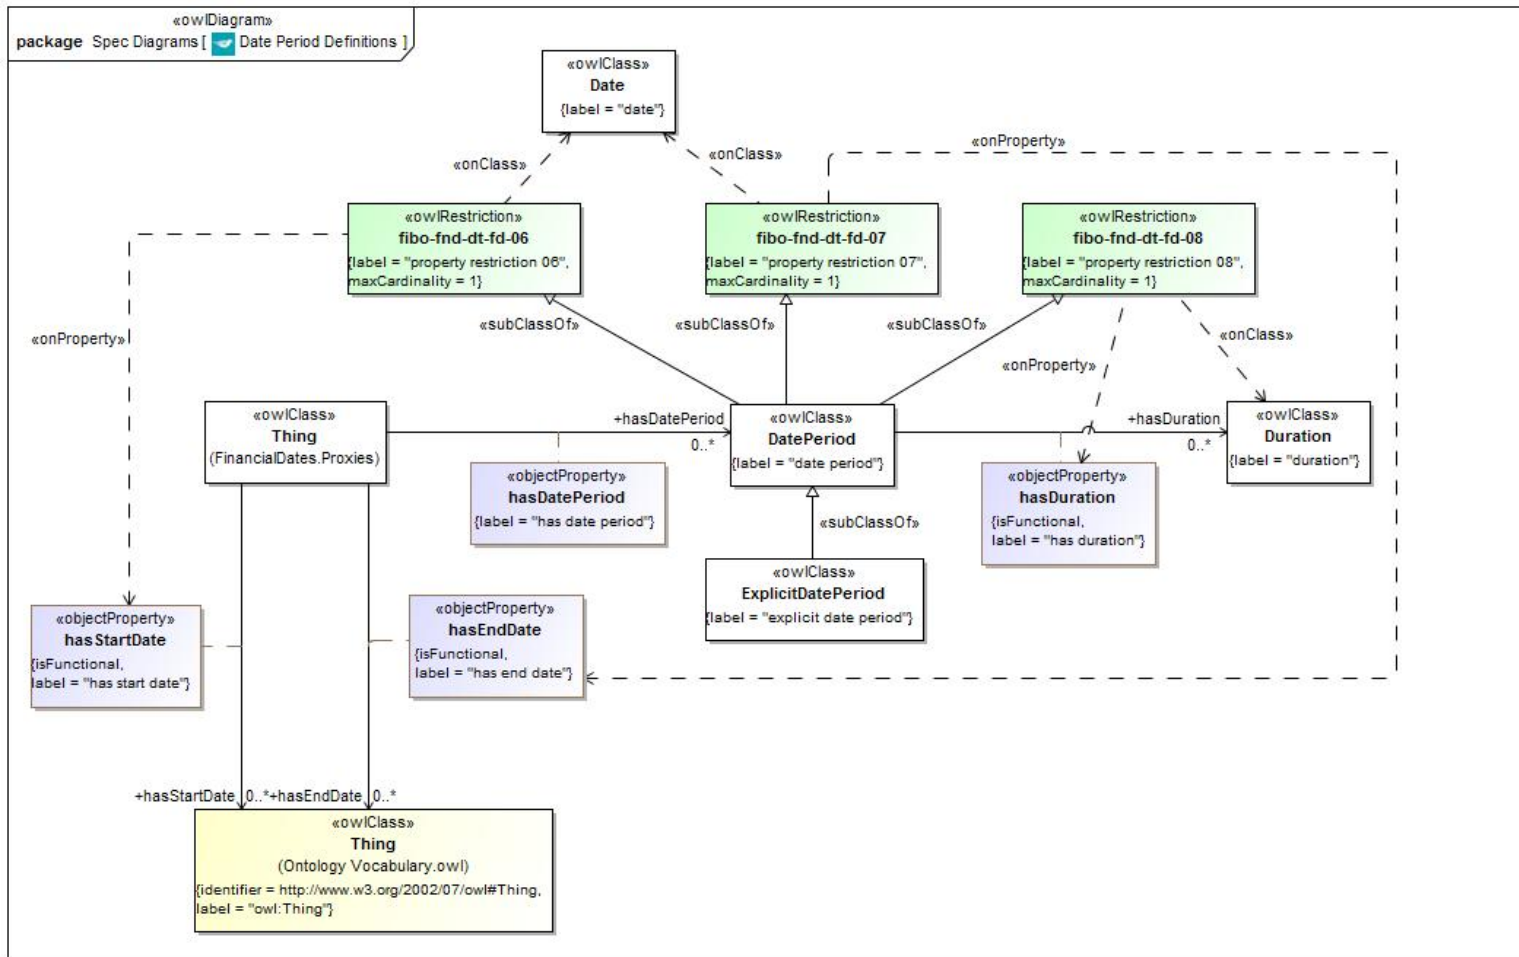 «owlDiagram»
package Spec Diagrams [ Date Period Definitions ]
«owlClass»
Date
{label = "date"}
«onClass»
«onClass»
«onProperty»
«owlRestriction»
fibo-fnd-dt-fd-06
{label = "property restriction 06",
maxCardinality = 1}
«owlRestriction»
fibo-fnd-dt-fd-07
{label = "property restriction 07",
maxCardinality = 1}
«owlRestriction»
fibo-fnd-dt-fd-08
{label = "property restriction 08",
maxCardinality = 1}
«onProperty»
«subClassOf»
«subClassOf»
«subClassOf»
«onProperty»
«onClass»
«owlClass»
Thing
(FinancialDates.Proxies)
+hasDatePeriod
0..*
«owlClass»
DatePeriod
{label = "date period"}
+hasDuration
0..*
«owlClass»
Duration
{label = "duration"}
«objectProperty»
hasDatePeriod
{label = "has date period"}
«subClassOf»
«objectProperty»
hasDuration
{isFunctional,
label = "has duration"}
«owlClass»
ExplicitDatePeriod
{label = "explicit date period"}
«objectProperty»
hasStartDate
{isFunctional,
label = "has start date"}
«objectProperty»
hasEndDate
{isFunctional,
label = "has end date"}
+hasStartDate 0..*
+hasEndDate 0..*
«owlClass»
Thing
(Ontology Vocabulary.owl)
{identifier = http://www.w3.org/2002/07/owl#Thing,
label = "owl:Thing"}